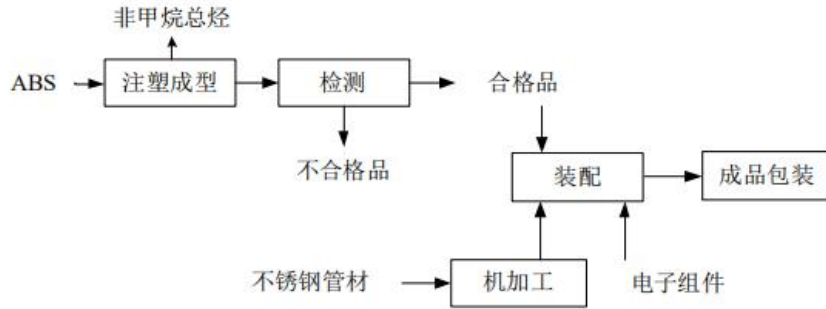 非甲烷总烃
ABS
注塑成型
检测
合格品
不合格品
装配
成品包装
不锈钢管材
机加工
电子组件